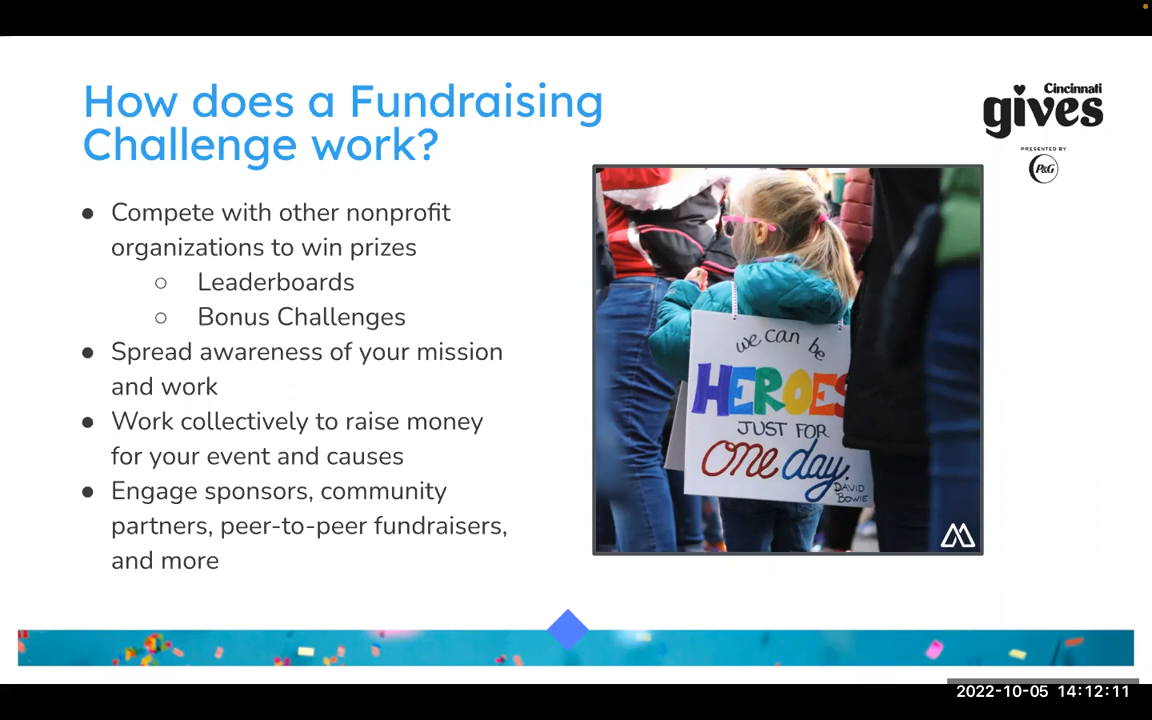 How does a Fundraising
Challenge work?
Cincinnati
gives
PRESENTED BY
P&G
● Compete with other nonprofit
organizations to win prizes
○ Leaderboards
○ Bonus Challenges
● Spread awareness of your mission
and work
● Work collectively to raise money
for your event and causes
● Engage sponsors, community
partners, peer-to-peer fundraisers,
and more
we can be
HEROES
JUST FOR
one day.
DAVID
BOWIE
2022-10-05 14:12:11